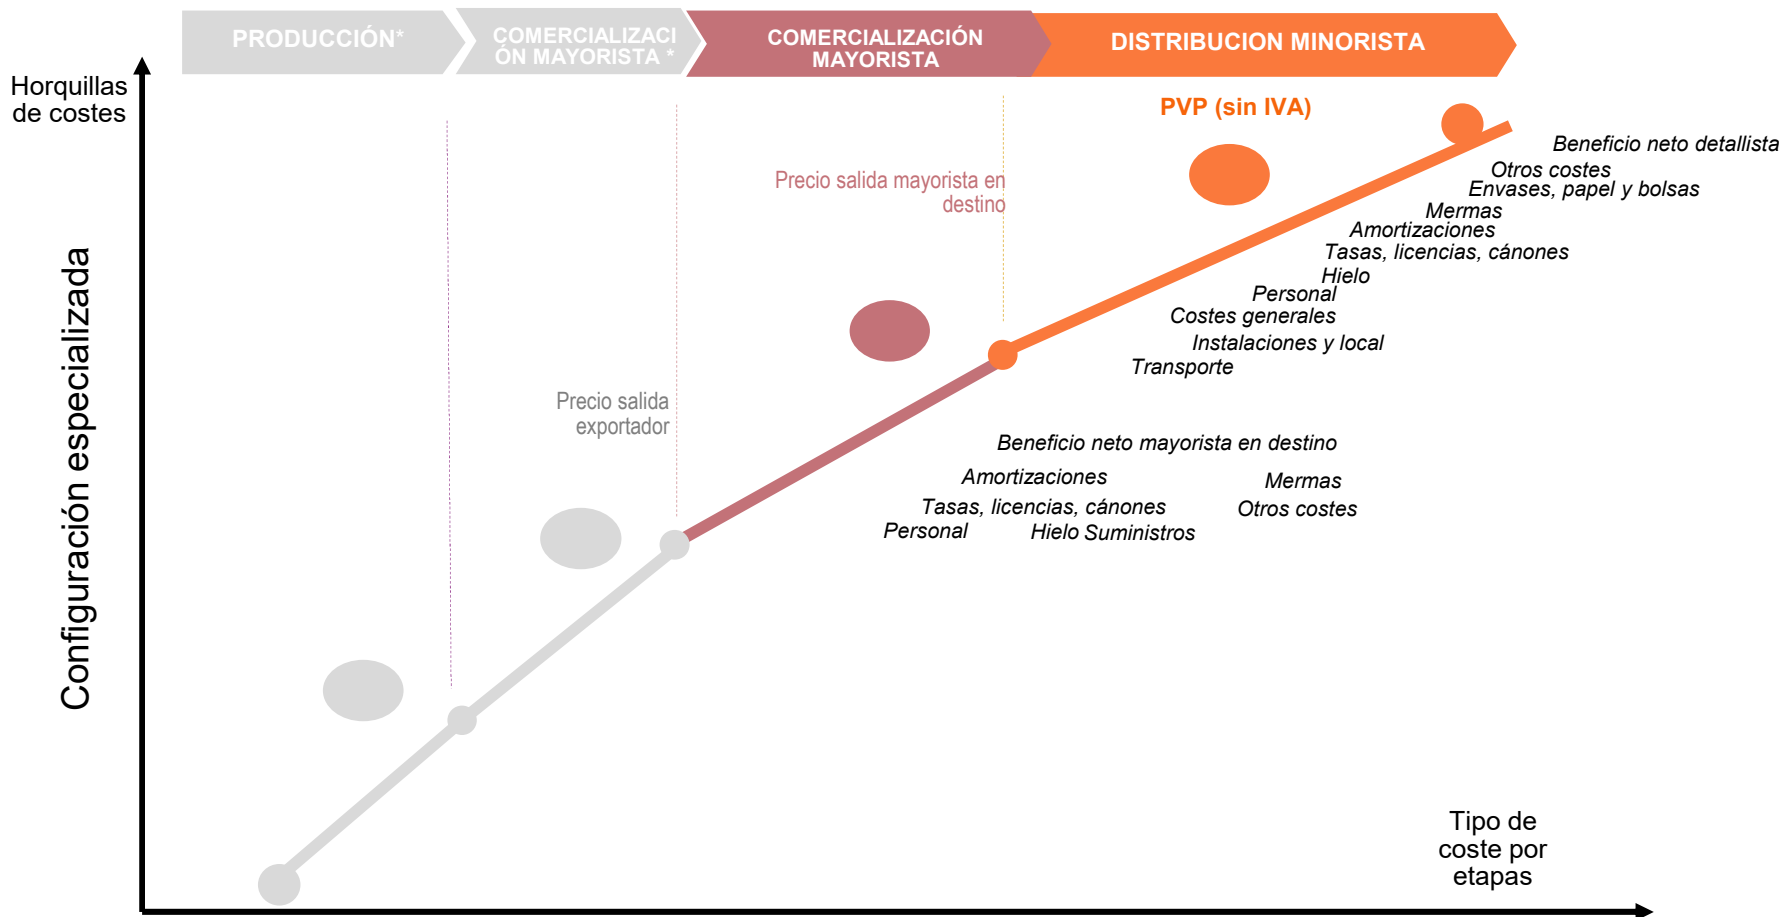 PRODUCCIÓN*
COMERCIALIZACI
ÓN MAYORISTA *
COMERCIALIZACIÓN
MAYORISTA
DISTRIBUCION MINORISTA
Horquillas
de costes
Configuración especializada
PVP (sin IVA)
Precio salida mayorista en
destino
Precio salida
exportador
Beneficio neto detallista
Otros costes
Envases, papel y bolsas
Mermas
Amortizaciones
Tasas, licencias, cánones
Hielo
Personal
Costes generales
Instalaciones y local
Transporte
Beneficio neto mayorista en destino
Amortizaciones
Mermas
Tasas, licencias, cánones
Otros costes
Personal
Hielo
Suministros
Tipo de
coste por
etapas